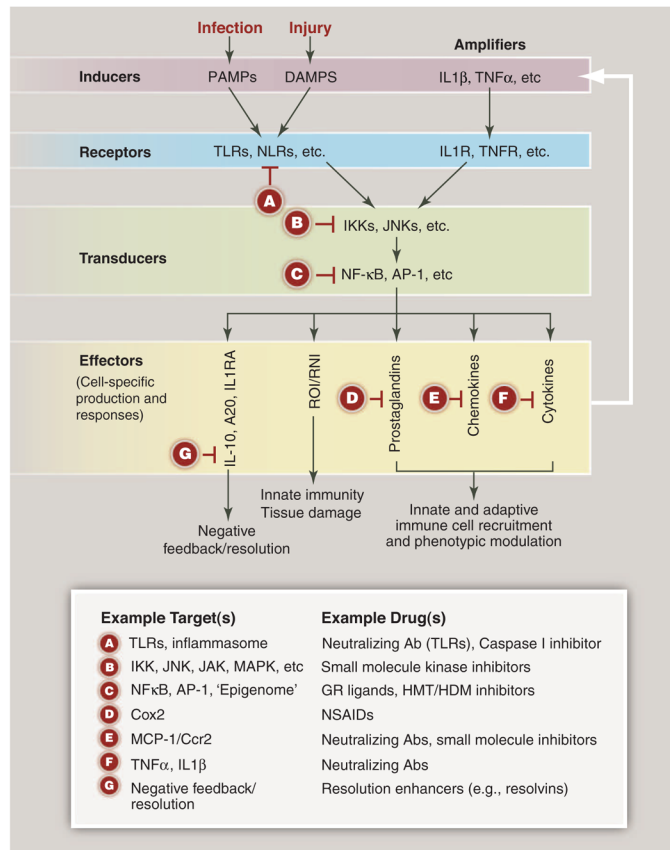 Infection
Injury
Amplifiers
Inducers
PAMPs
DAMPS
IL1β, TNFα, etc
Receptors
TLRs, NLRs, etc.
IL1R, TNFR, etc.
A
B
IKKs, JNKs, etc.
Transducers
C
NF-κB, AP-1, etc
Effectors
(Cell-specific
production and
responses)
IL-10, A20, IL1RA
ROI/RNI
Prostaglandins
Chemokines
Cytokines
D
E
F
G
Innate immunity
Tissue damage
Negative
feedback/resolution
Innate and adaptive
immune cell recruitment
and phenotypic modulation
Example Target(s) Example Drug(s)
A TLRs, inflammasome Neutralizing Ab (TLRs), Caspase I inhibitor
B IKK, JNK, JAK, MAPK, etc Small molecule kinase inhibitors
C NFκB, AP-1, ‘Epigenome’ GR ligands, HMT/HDM inhibitors
D Cox2 NSAIDs
E MCP-1/Ccr2 Neutralizing Abs, small molecule inhibitors
F TNFα, IL1β Neutralizing Abs
G Negative feedback/ Resolution enhancers (e.g., resolvins)
resolution